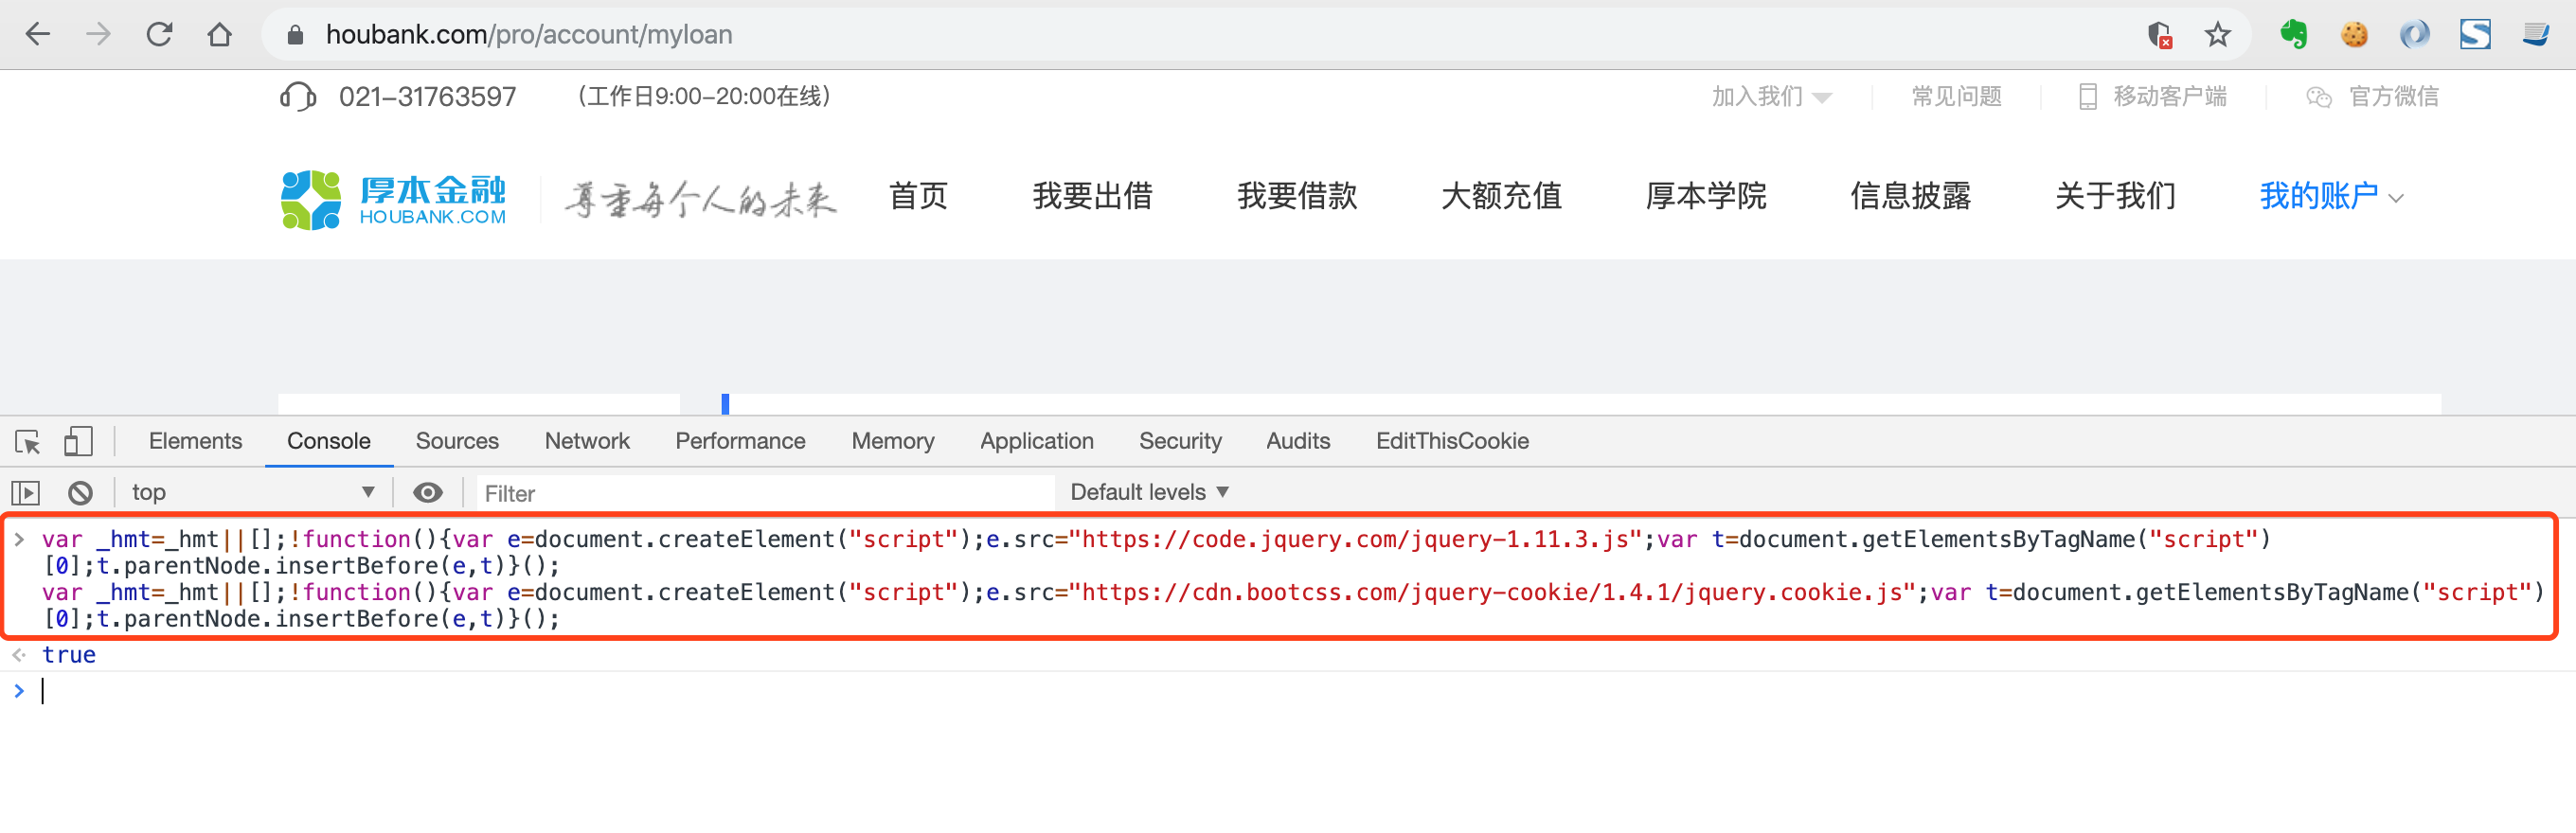 houbank.com/pro/account/myloan
021-31763597 （工作日9:00-20:00在线） 加入我们 常见问题 移动客户端 官方微信
厚本金融 HOUBANK.COM 尊重每个人的未来 首页 我要出借 我要借款 大额充值 厚本学院 信息披露 关于我们 我的账户
Elements Console Sources Network Performance Memory Application Security Audits EditThisCookie
top Filter Default levels
var _hmt=_hmt||[];!function(){var e=document.createElement("script");e.src="https://code.jquery.com/jquery-1.11.3.js";var t=document.getElementsByTagName("script")
[0];t.parentNode.insertBefore(e,t)}();
var _hmt=_hmt||[];!function(){var e=document.createElement("script");e.src="https://cdn.bootcss.com/jquery-cookie/1.4.1/jquery.cookie.js";var t=document.getElementsByTagName("script")
[0];t.parentNode.insertBefore(e,t)}();
true